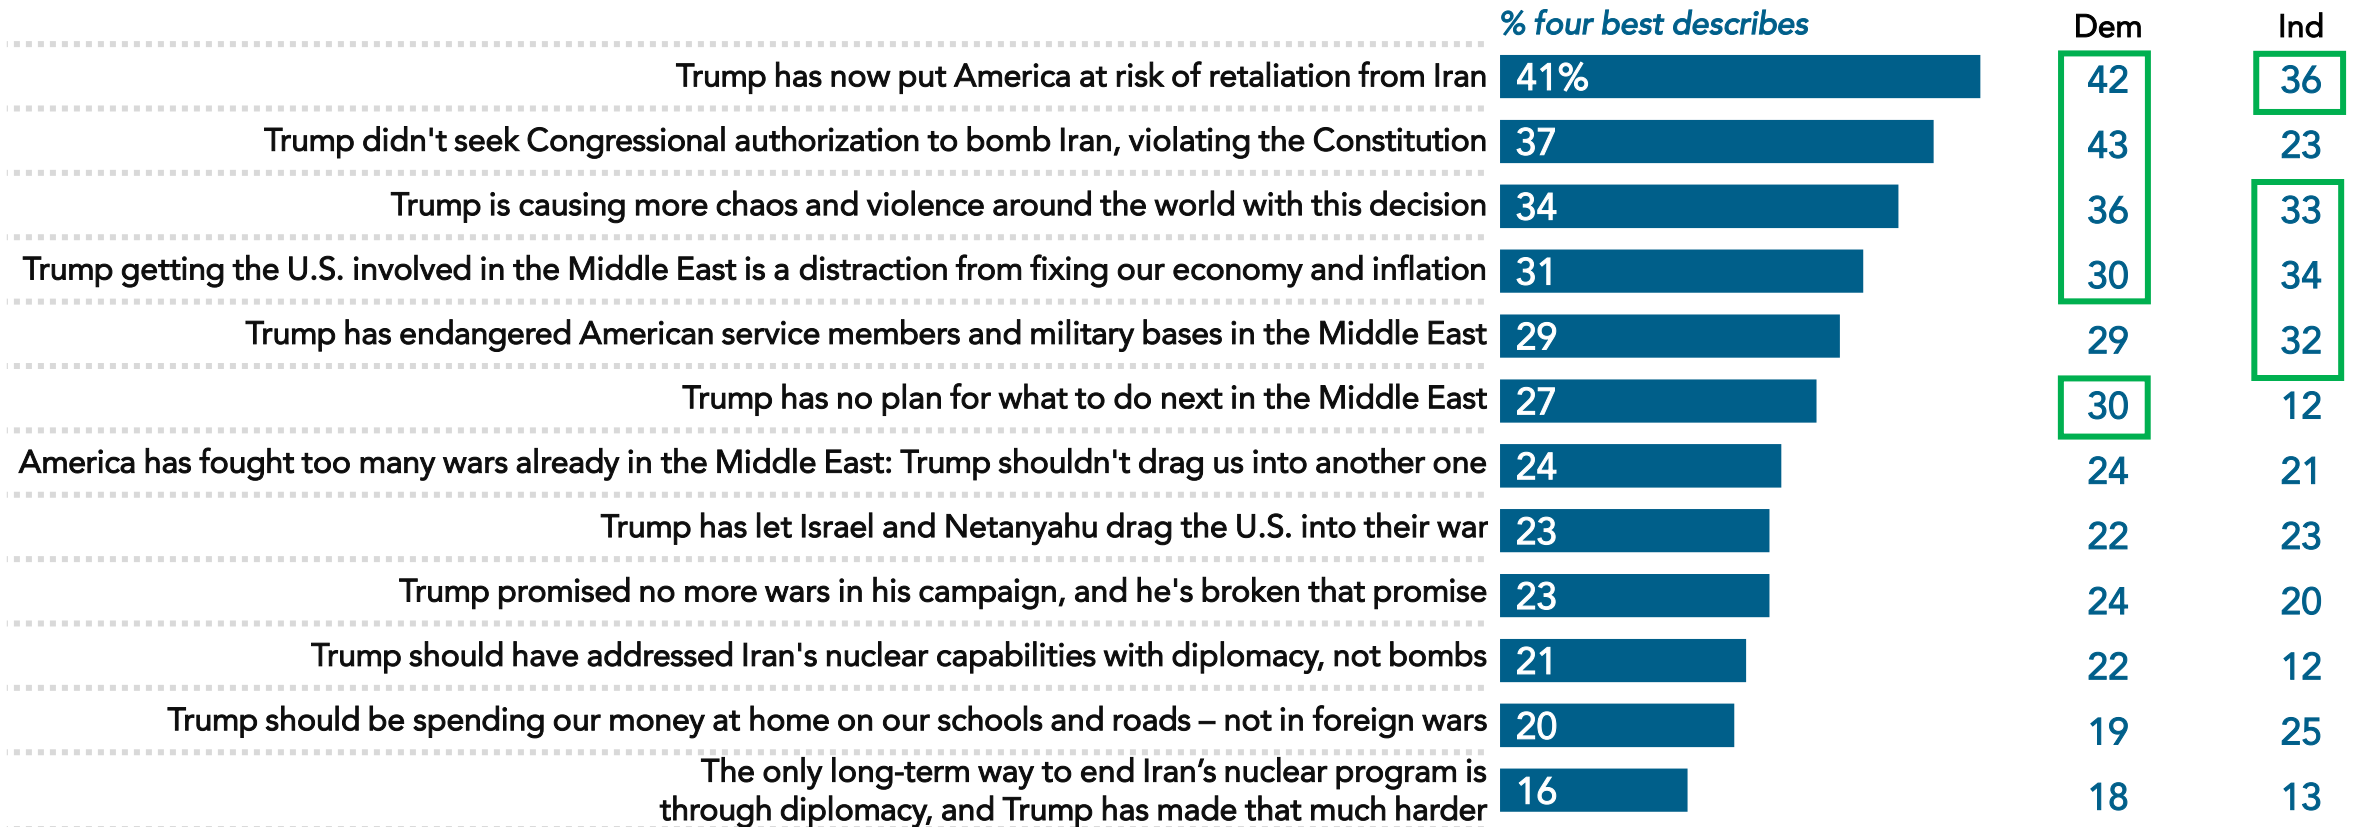 % four best describes Dem Ind
Trump has now put America at risk of retaliation from Iran 41% 42 36
Trump didn't seek Congressional authorization to bomb Iran, violating the Constitution 37 43 23
Trump is causing more chaos and violence around the world with this decision 34 36 33
Trump getting the U.S. involved in the Middle East is a distraction from fixing our economy and inflation 31 30 34
Trump has endangered American service members and military bases in the Middle East 29 29 32
Trump has no plan for what to do next in the Middle East 27 30 12
America has fought too many wars already in the Middle East: Trump shouldn't drag us into another one 24 24 21
Trump has let Israel and Netanyahu drag the U.S. into their war 23 22 23
Trump promised no more wars in his campaign, and he's broken that promise 23 24 20
Trump should have addressed Iran's nuclear capabilities with diplomacy, not bombs 21 22 12
Trump should be spending our money at home on our schools and roads – not in foreign wars 20 19 25
The only long-term way to end Iran’s nuclear program is
through diplomacy, and Trump has made that much harder 16 18 13